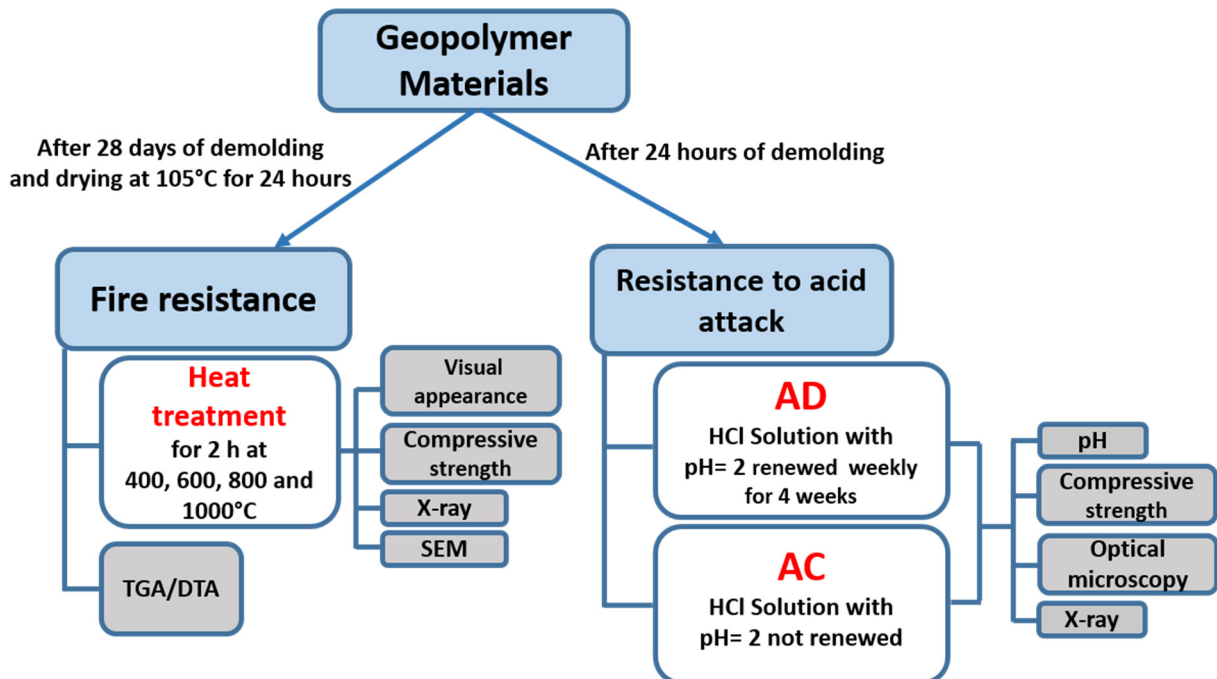 Geopolymer
Materials
After 28 days of demolding
and drying at 105°C for 24 hours
After 24 hours of demolding
Fire resistance
Heat
treatment
for 2 h at
400, 600, 800 and
1000°C
TGA/DTA
Visual
appearance
Compressive
strength
X-ray
SEM
Resistance to acid
attack
AD
HCl Solution with
pH= 2 renewed weekly
for 4 weeks
AC
HCl Solution with
pH= 2 not renewed
pH
Compressive
strength
Optical
microscopy
X-ray